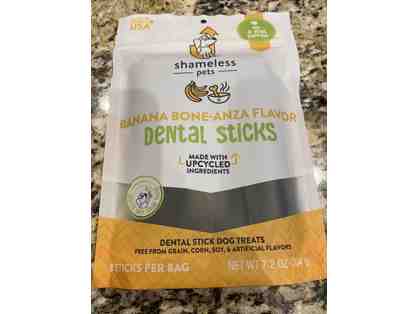 USA
shameless
pets
BANANA BONE-ANZA FLAVOR
DENTAL STICKS
MADE WITH
UPCYCLED
INGREDIENTS
DENTAL STICK DOG TREATS
FREE FROM GRAIN, CORN, SOY, & ARTIFICIAL FLAVORS
STICKS PER BAG
NET WT 7.2 OZ